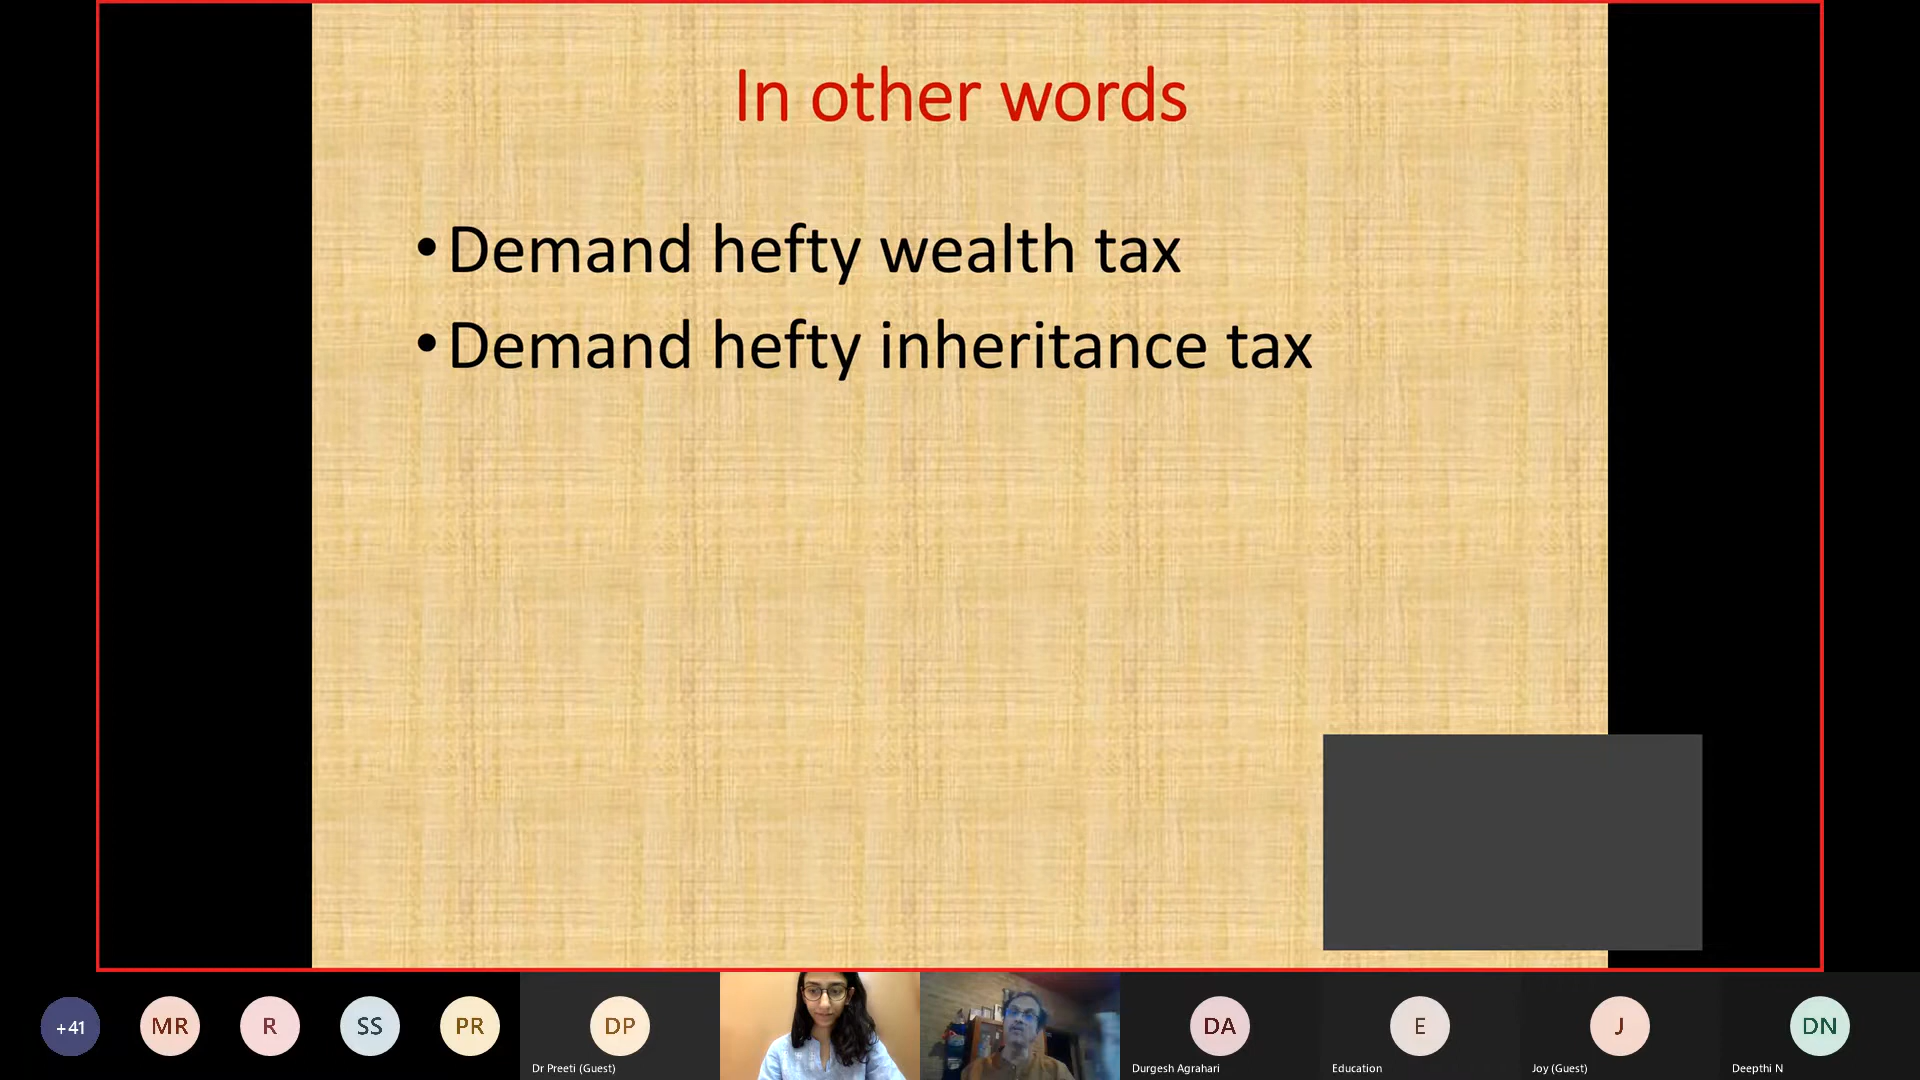 In other words
• Demand hefty wealth tax
• Demand hefty inheritance tax
+41
MR
R
SS
PR
DP
DA
E
J
DN
Dr Preeti (Guest)
Durgesh Agrahari
Education
Joy (Guest)
Deepthi N